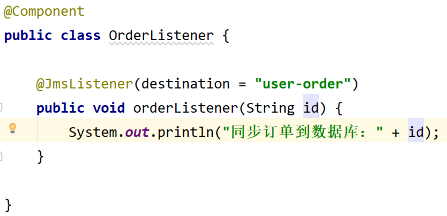 @Component
public class OrderListener {
@JmsListener(destination = "user-order")
public void orderListener(String id) {
System.out.println("同步订单到数据库：" + id);
}
}